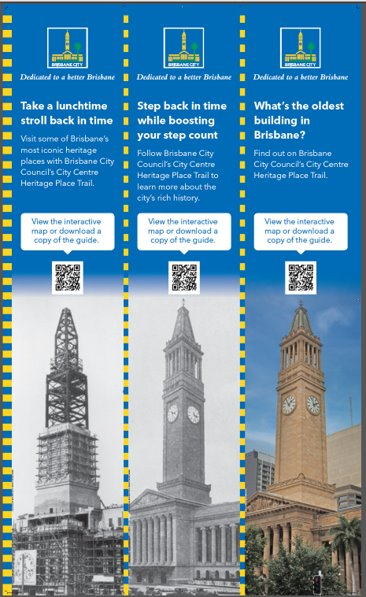 BRISBANE CITY
Dedicated to a better Brisbane
Take a lunchtime
stroll back in time
Visit some of Brisbane's
most iconic heritage
places with Brisbane City
Council's City Centre
Heritage Place Trail.
View the interactive
map or download a
copy of the guide.
BRISBANE CITY
Dedicated to a better Brisbane
Step back in time
while boosting
your step count
Follow Brisbane City
Council's City Centre
Heritage Place Trail to
learn more about the
city's rich history.
View the interactive
map or download a
copy of the guide.
BRISBANE CITY
Dedicated to a better Brisbane
What's the oldest
building in
Brisbane?
Find out on Brisbane
City Council's City Centre
Heritage Place Trail.
View the interactive
map or download a
copy of the guide.